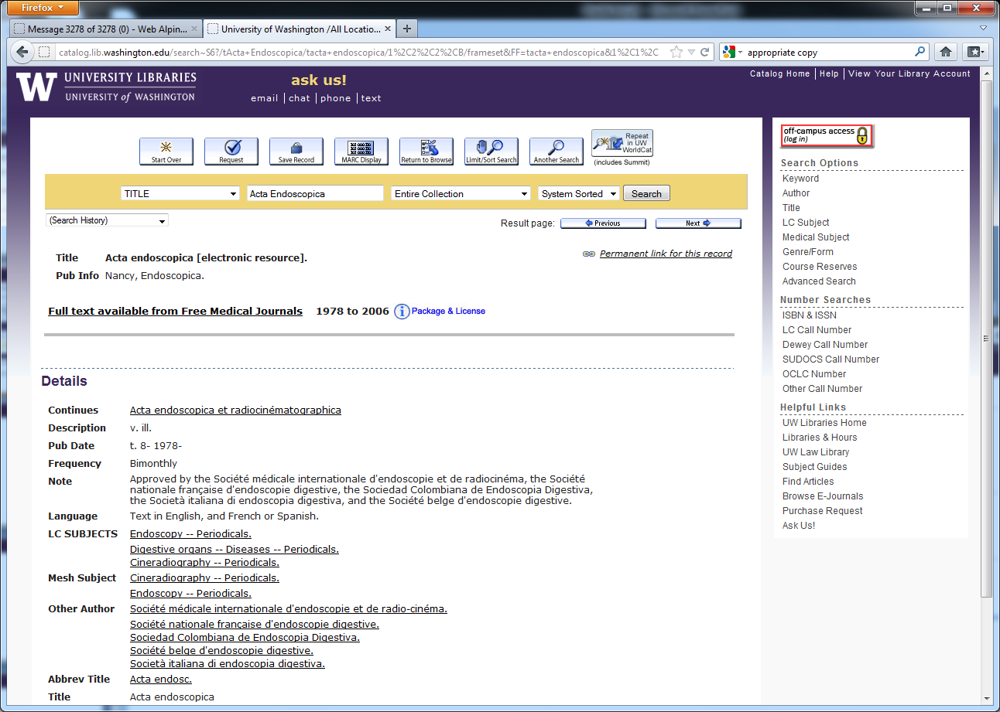 Firefox
Message 3278 of 3278 (0) - Web Alpin...
University of Washington /All Locatio...
catalog.lib.washington.edu/search~S6?/tActa+Endoscopica/tacta+endoscopica/1%2C2%2C2%2CB/frameset&FF=tacta+endoscopica&1%2C1%2C
appropriate copy
W UNIVERSITY LIBRARIES
UNIVERSITY of WASHINGTON
ask us!
email | chat | phone | text
Catalog Home | Help | View Your Library Account
Start Over
Request
Save Record
MARC Display
Return to Browse
Limit/Sort Search
Another Search
Repeat in UW WorldCat
(includes Summit)
TITLE
Acta Endoscopica
Entire Collection
System Sorted
Search
(Search History)
Result page:
Previous
Next
Title Acta endoscopica [electronic resource].
Permanent link for this record
Pub Info Nancy, Endoscopica.
Full text available from Free Medical Journals 1978 to 2006 i Package & License
Details
Continues Acta endoscopica et radiocinématographica
Description v. ill.
Pub Date t. 8- 1978-
Frequency Bimonthly
Note Approved by the Société médicale internationale d'endoscopie et de radiocinéma, the Société
nationale française d'endoscopie digestive, the Sociedad Colombiana de Endoscopia Digestiva,
the Società italiana di endoscopia digestiva, and the Société belge d'endoscopie digestive.
Language Text in English, and French or Spanish.
LC SUBJECTS Endoscopy -- Periodicals.
Digestive organs -- Diseases -- Periodicals.
Cineradiography -- Periodicals.
Mesh Subject Cineradiography -- Periodicals.
Endoscopy -- Periodicals.
Other Author Société médicale internationale d'endoscopie et de radio-cinéma.
Société nationale française d'endoscopie digestive.
Sociedad Colombiana de Endoscopia Digestiva.
Société belge d'endoscopie digestive.
Società italiana di endoscopia digestiva.
Abbrev Title Acta endosc.
Title Acta endoscopica
off-campus access
(log in)
Search Options
Keyword
Author
Title
LC Subject
Medical Subject
Genre/Form
Course Reserves
Advanced Search
Number Searches
ISBN & ISSN
LC Call Number
Dewey Call Number
SUDOCS Call Number
OCLC Number
Other Call Number
Helpful Links
UW Libraries Home
Libraries & Hours
UW Law Library
Subject Guides
Find Articles
Browse E-Journals
Purchase Request
Ask Us!